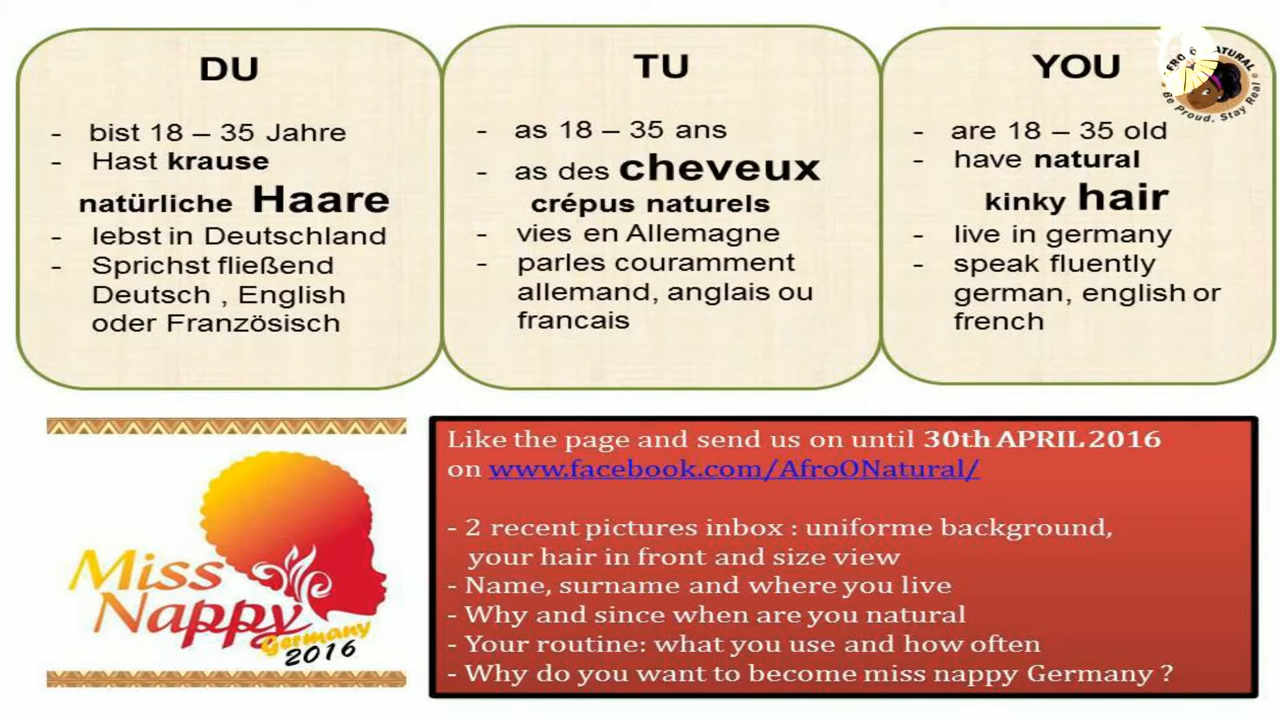 DU
- bist 18 – 35 Jahre
- Hast krause
natürliche Haare
- lebst in Deutschland
- Sprichst fließend
Deutsch , English
oder Französisch
TU
- as 18 – 35 ans
- as des cheveux
crépus naturels
- vies en Allemagne
- parles couramment
allemand, anglais ou
francais
YOU
- are 18 – 35 old
- have natural
kinky hair
- live in germany
- speak fluently
german, english or
french
NATURAL
Be Proud, Stay Real
Miss
Nappy
Germany
2016
Like the page and send us on until 30th APRIL 2016
on www.facebook.com/AfroONatural/
- 2 recent pictures inbox : uniforme background,
your hair in front and size view
- Name, surname and where you live
- Why and since when are you natural
- Your routine: what you use and how often
- Why do you want to become miss nappy Germany ?